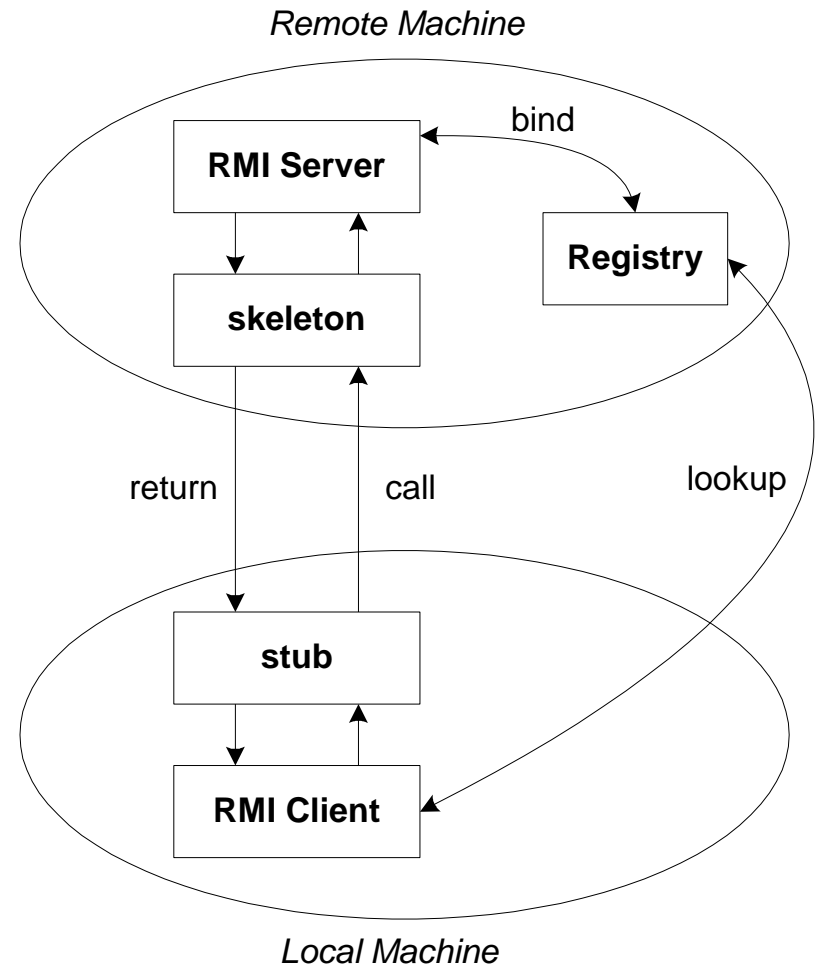 Remote Machine
bind
RMI Server
Registry
skeleton
return
call
lookup
stub
RMI Client
Local Machine